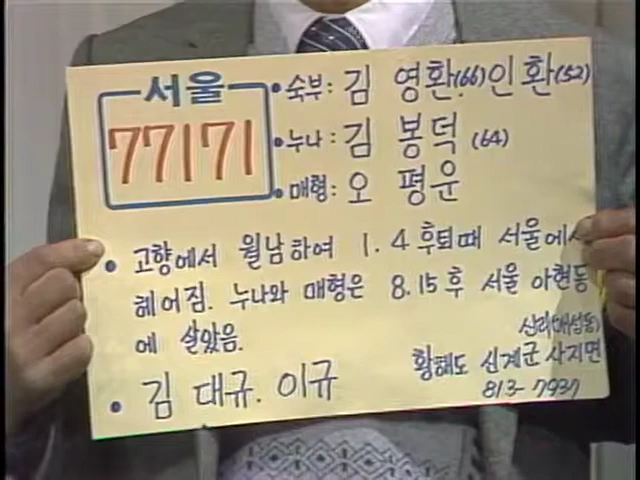 서울
77171
• 숙부: 김 영환(66). 인환(52)
• 누나: 김 봉덕 (64)
• 매형: 오 평운
• 고향에서 월남하여 1.4 후퇴때 서울에서
헤어짐. 누나와 매형은 8.15 후 서울 아현동
에 살았음.
황해도 신계군 사지면
813-7937
• 김 대규. 이규